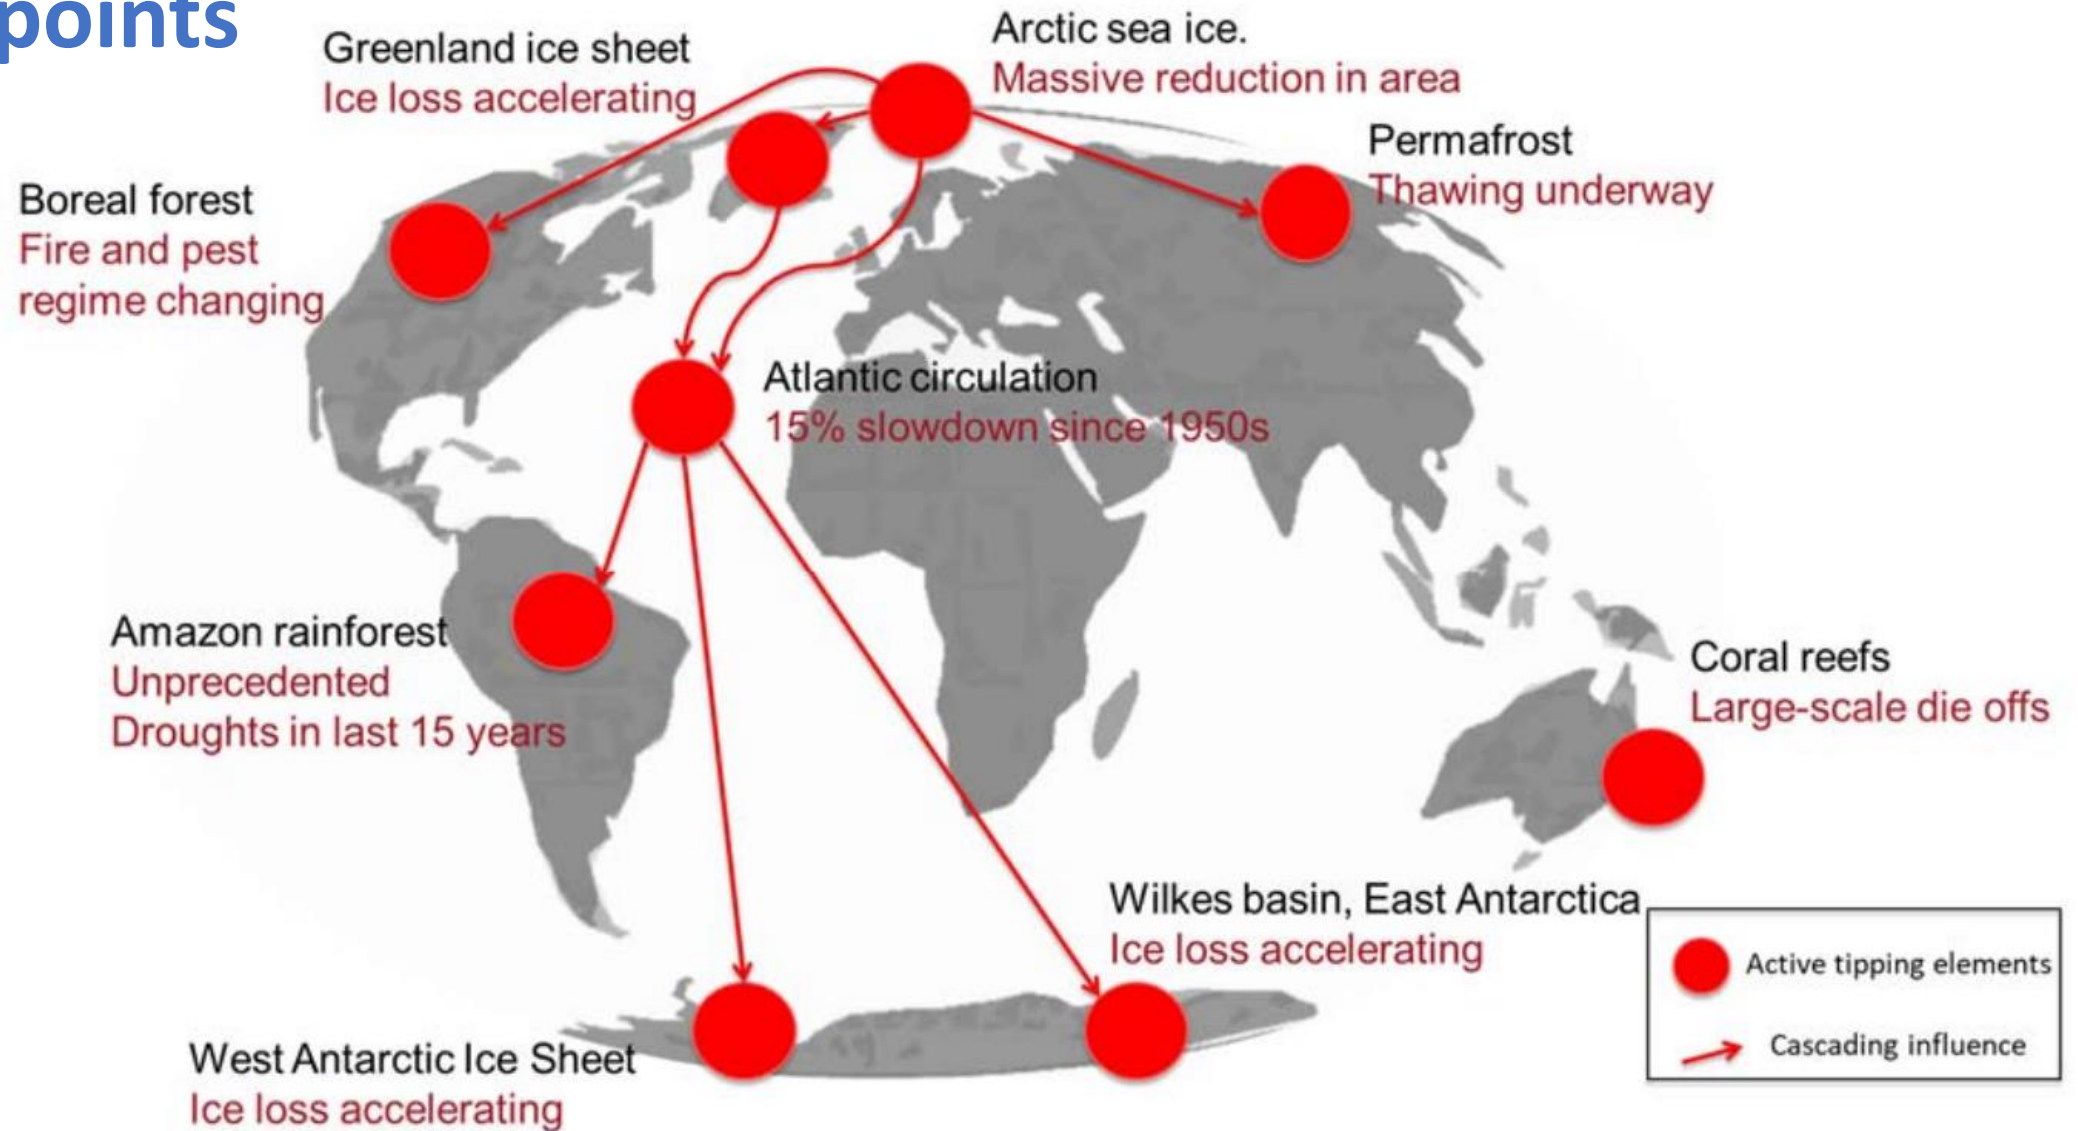 points
Greenland ice sheet
Ice loss accelerating
Arctic sea ice.
Massive reduction in area
Permafrost
Thawing underway
Boreal forest
Fire and pest
regime changing
Atlantic circulation
15% slowdown since 1950s
Amazon rainforest
Unprecedented
Droughts in last 15 years
Coral reefs
Large-scale die offs
Wilkes basin, East Antarctica
Ice loss accelerating
West Antarctic Ice Sheet
Ice loss accelerating
Active tipping elements
Cascading influence